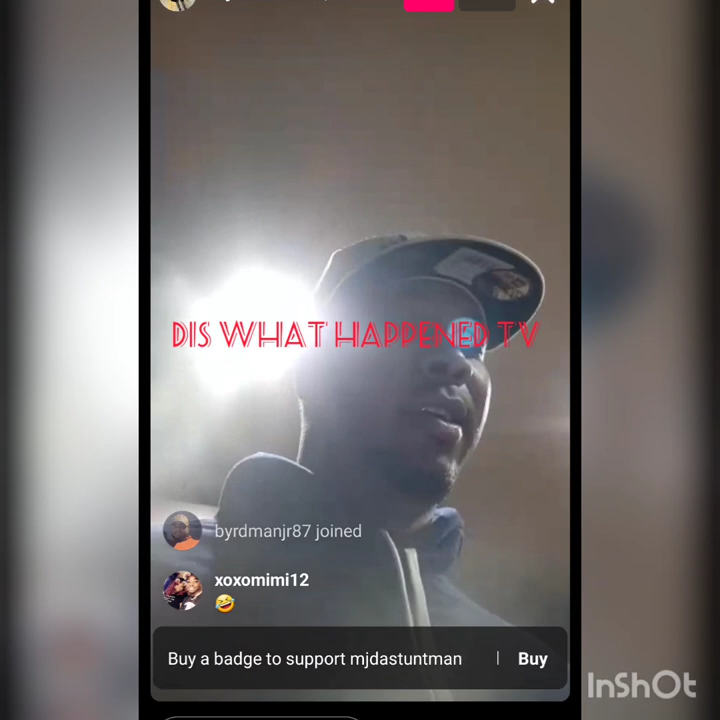 DIS WHAT HAPPENED TV
byrdmanjr87 joined
xoxomimi12
🤣
Buy a badge to support mjdastuntman | Buy
InShOt